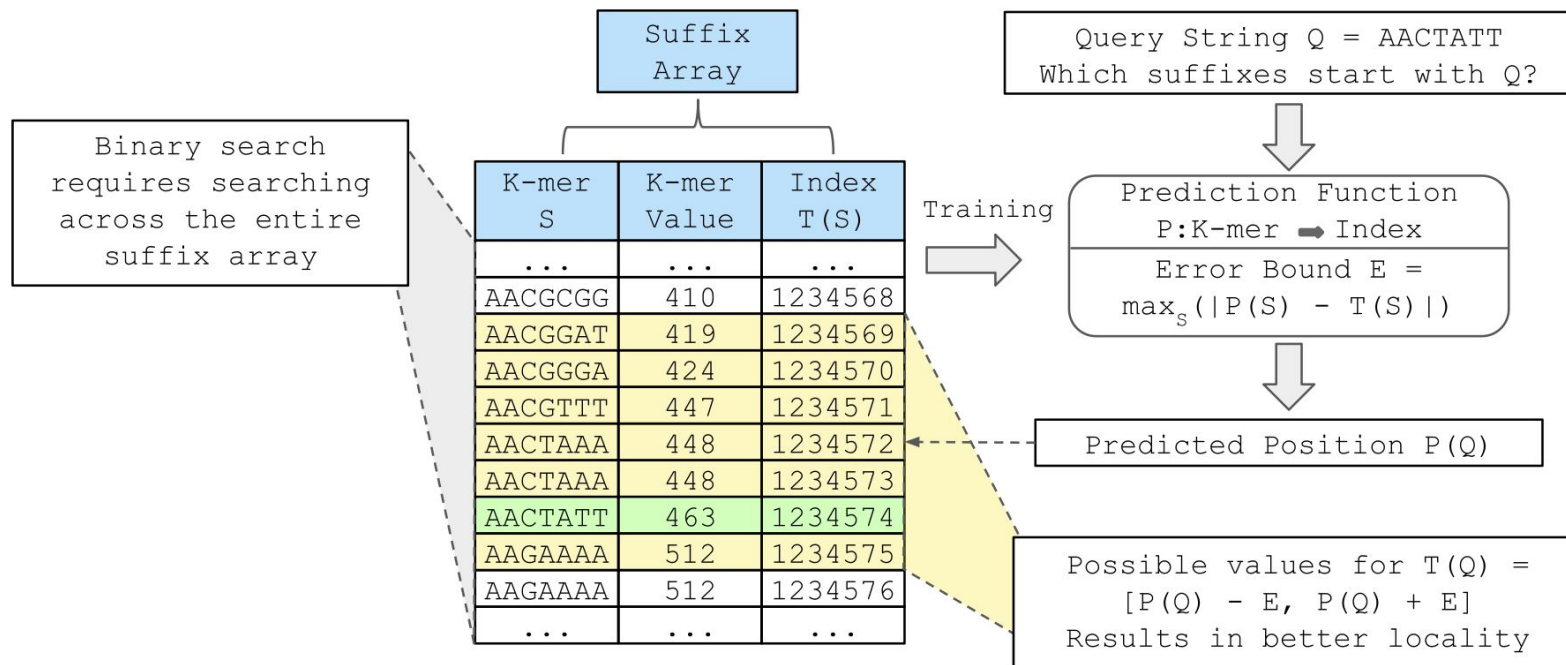 Suffix
Array
Query String Q = AACTATT
Which suffixes start with Q?
Binary search
requires searching
across the entire
suffix array
K-mer S	K-mer Value	Index T(S)
...	...	...
AACGCGG	410	1234568
AACGGAT	419	1234569
AACGGGA	424	1234570
AACGTTT	447	1234571
AACTAAA	448	1234572
AACTAAA	448	1234573
AACTATT	463	1234574
AAGAAAA	512	1234575
AAGAAAA	512	1234576
...	...	...
Training
Prediction Function
P:K-mer ➡ Index
Error Bound E =
maxₛ(|P(S) - T(S)|)
Predicted Position P(Q)
Possible values for T(Q) =
[P(Q) - E, P(Q) + E]
Results in better locality